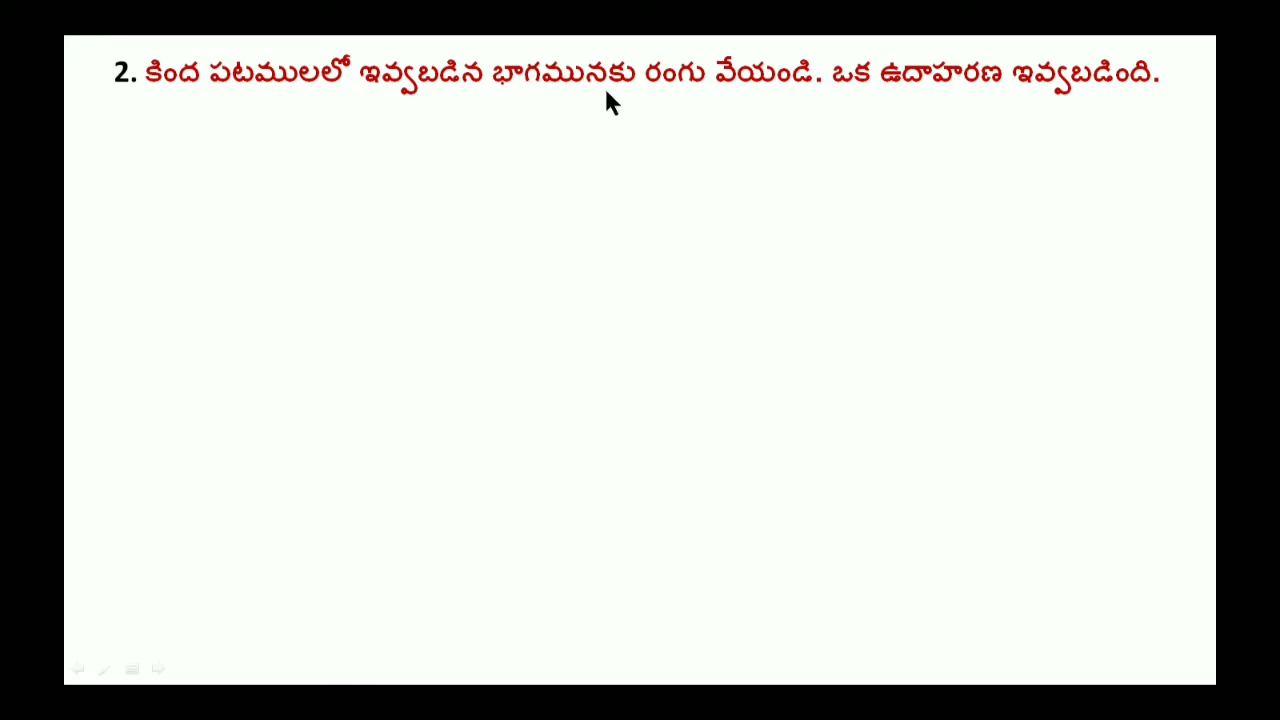 2. కింద పటములలో ఇవ్వబడిన భాగమునకు రంగు వేయండి. ఒక ఉదాహరణ ఇవ్వబడింది.